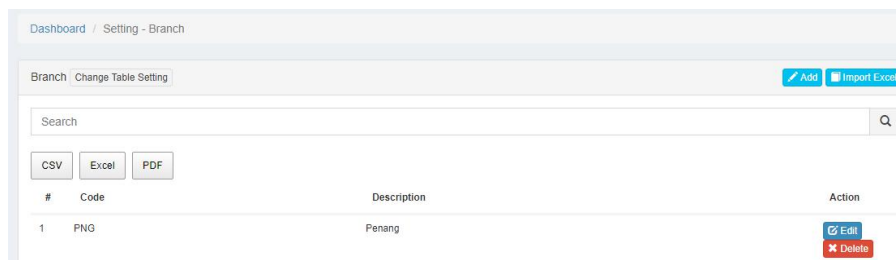 Dashboard / Setting - Branch
Branch Change Table Setting Add Import Excel
Search
CSV Excel PDF
# Code Description Action
1 PNG Penang Edit
Delete